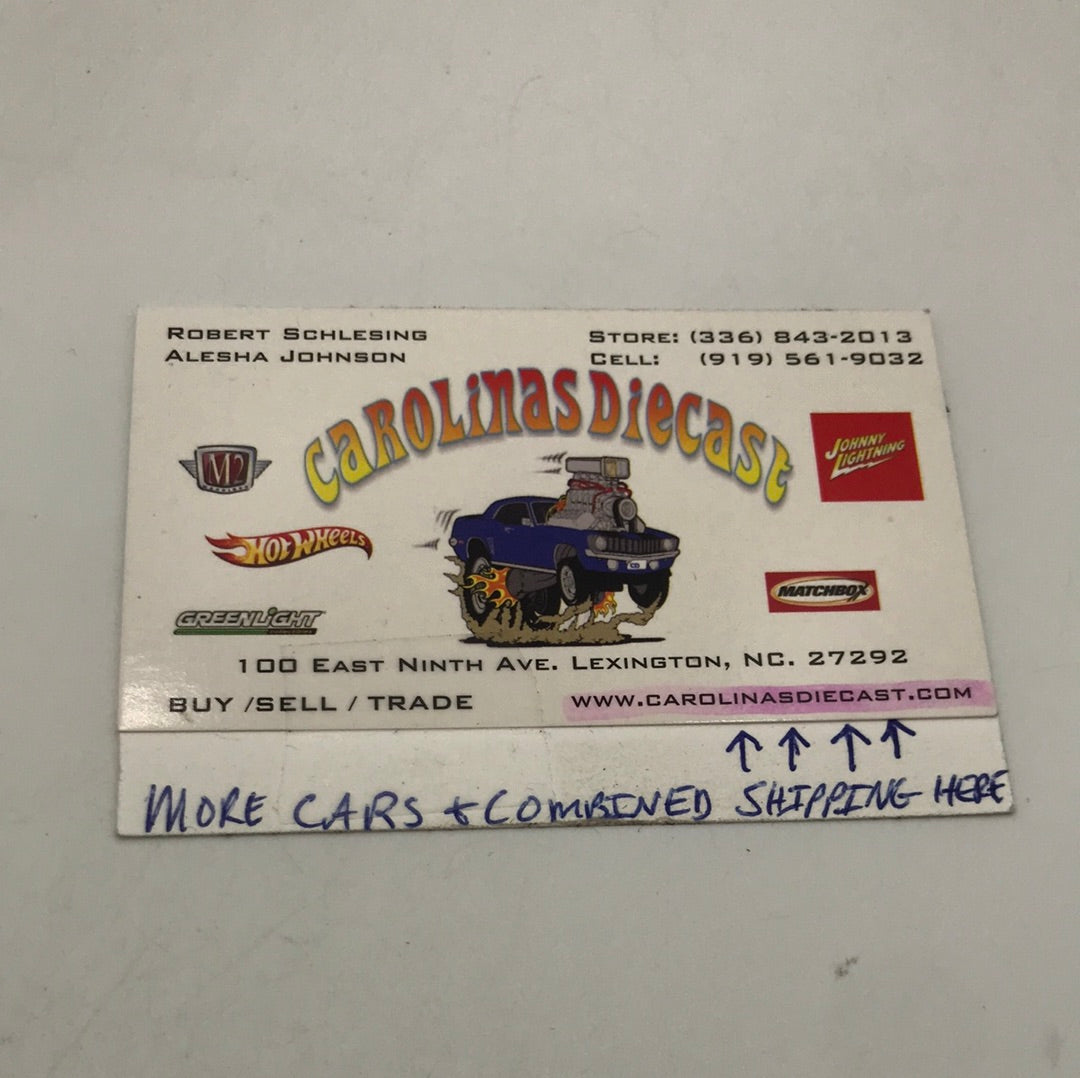 ROBERT SCHLESING
ALESHA JOHNSON
STORE: (336) 843-2013
CELL: (919) 561-9032
CAROLINAS DIECAST
M2
JOHNNY
LIGHTNING
HOT WHEELS
MATCHBOX
GREENLIGHT
100 EAST NINTH AVE. LEXINGTON, NC. 27292
BUY /SELL / TRADE
WWW.CAROLINASDIECAST.COM
MORE CARS & COMBINED SHIPPING HERE